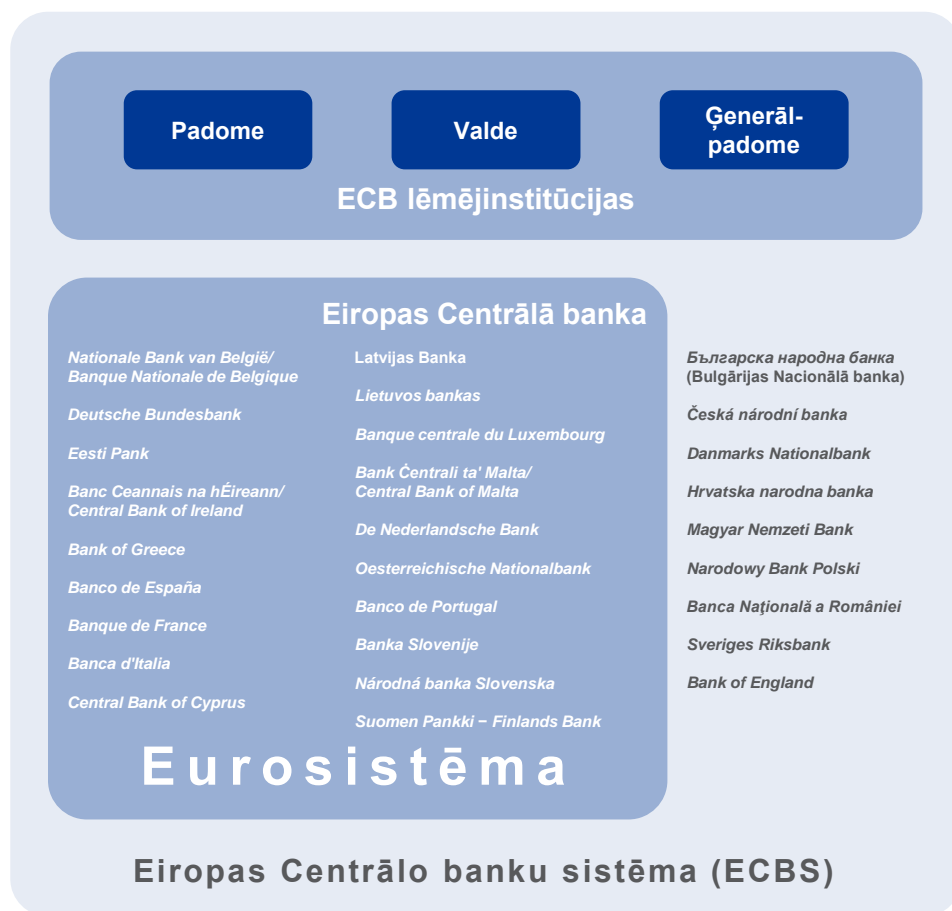 Padome
Valde
Ģenerāl-
padome
ECB lēmējinstitūcijas
Eiropas Centrālā banka
Nationale Bank van België/
Banque Nationale de Belgique
Deutsche Bundesbank
Eesti Pank
Banc Ceannais na hÉireann/
Central Bank of Ireland
Bank of Greece
Banco de España
Banque de France
Banca d'Italia
Central Bank of Cyprus
Latvijas Banka
Lietuvos bankas
Banque centrale du Luxembourg
Bank Ċentrali ta' Malta/
Central Bank of Malta
De Nederlandsche Bank
Oesterreichische Nationalbank
Banco de Portugal
Banka Slovenije
Národná banka Slovenska
Suomen Pankki − Finlands Bank
Eurosistēma
Българска народна банка
(Bulgārijas Nacionālā banka)
Česká národní banka
Danmarks Nationalbank
Hrvatska narodna banka
Magyar Nemzeti Bank
Narodowy Bank Polski
Banca Naţională a României
Sveriges Riksbank
Bank of England
Eiropas Centrālo banku sistēma (ECBS)